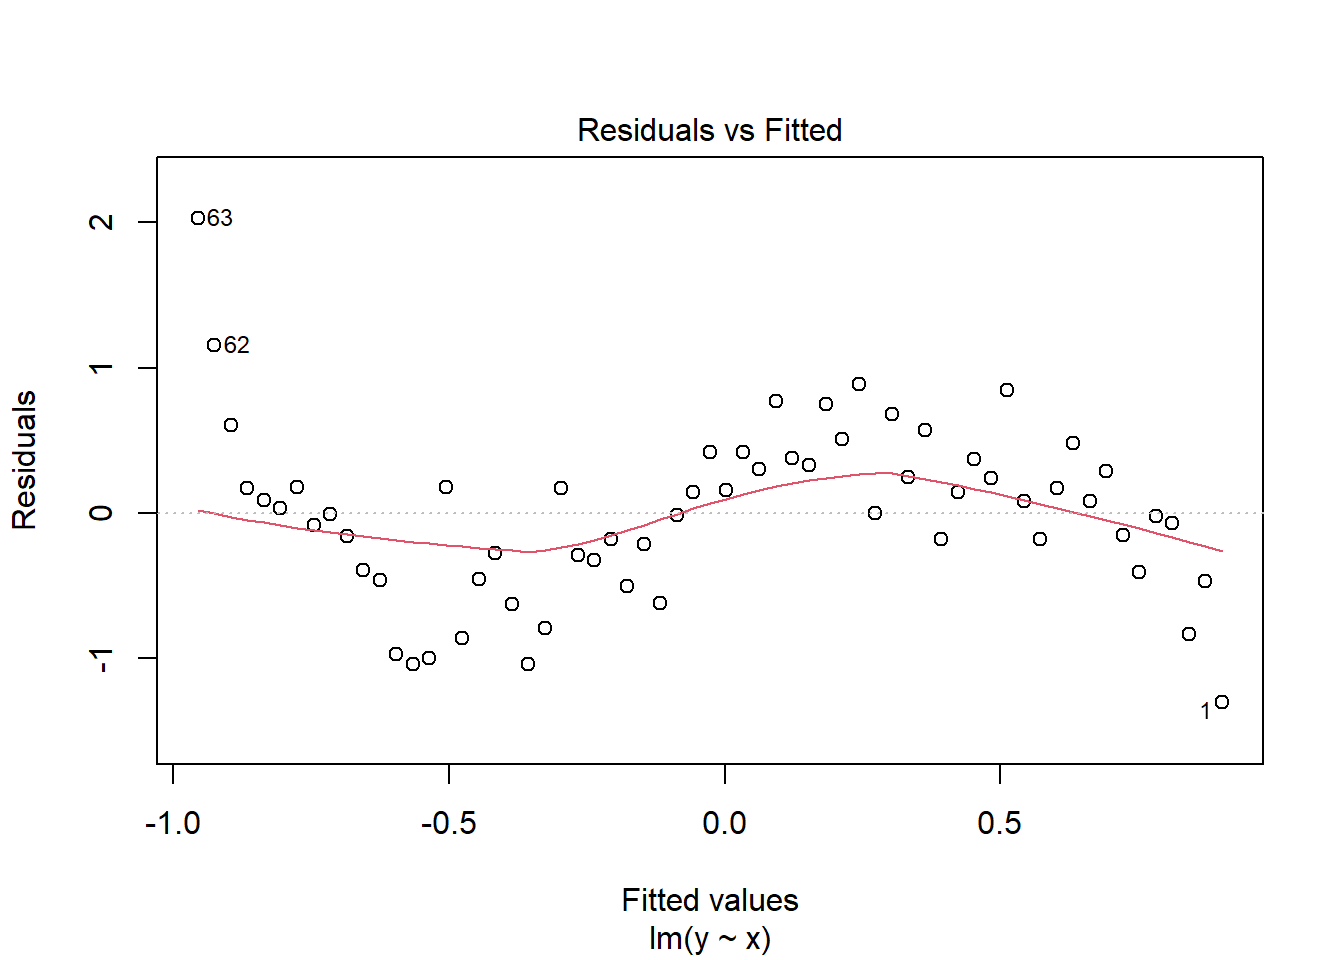 Residuals vs Fitted
Residuals
2
1
0
-1
63
62
1
-1.0 -0.5 0.0 0.5
Fitted values
lm(y ~ x)